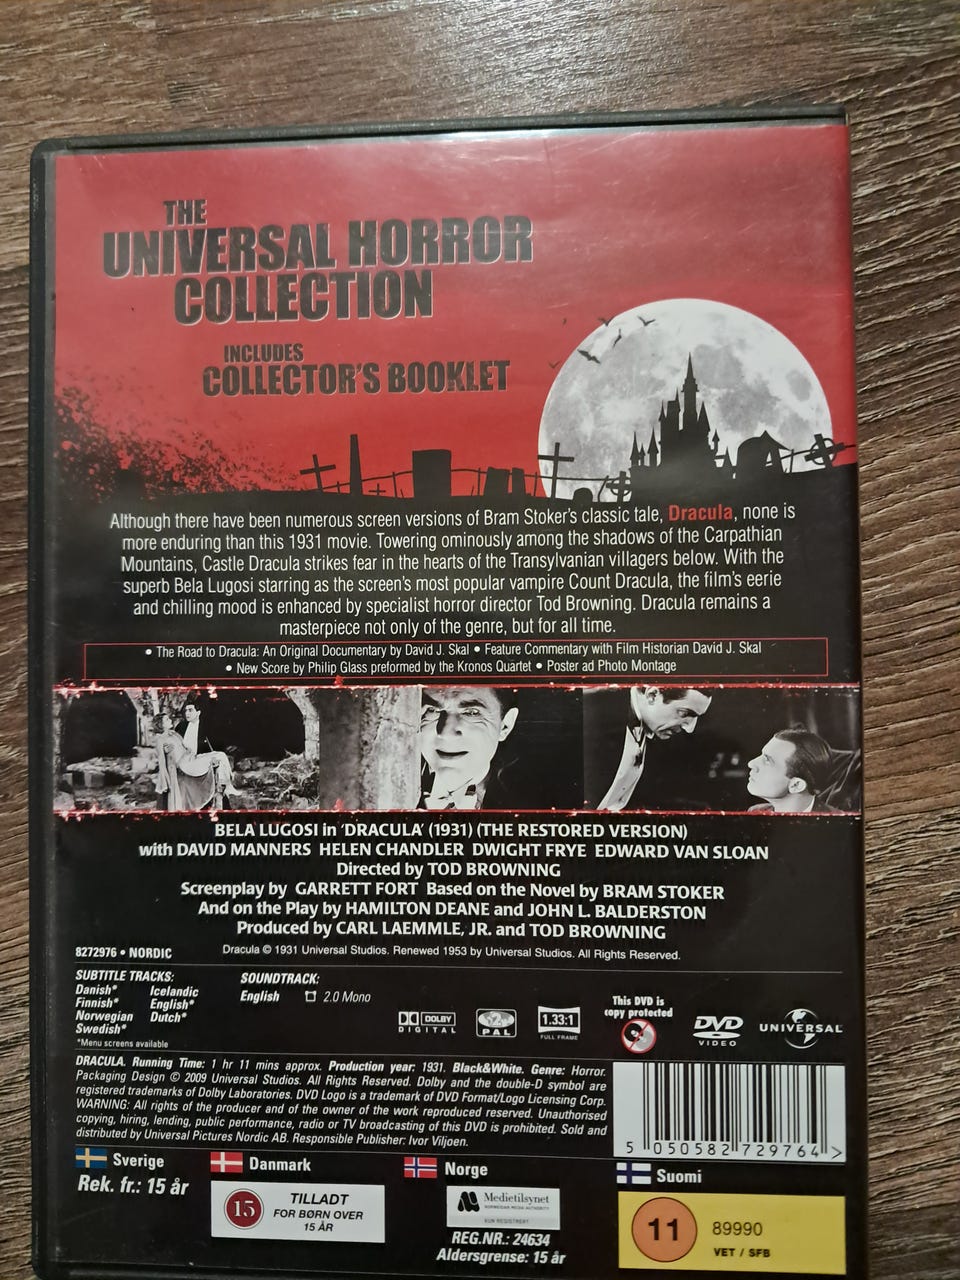 THE
UNIVERSAL HORROR
COLLECTION
INCLUDES
COLLECTOR'S BOOKLET
Although there have been numerous screen versions of Bram Stoker's classic tale, Dracula, none is
more enduring than this 1931 movie. Towering ominously among the shadows of the Carpathian
Mountains, Castle Dracula strikes fear in the hearts of the Transylvanian villagers below. With the
superb Bela Lugosi starring as the screen's most popular vampire Count Dracula, the film's eerie
and chilling mood is enhanced by specialist horror director Tod Browning. Dracula remains a
masterpiece not only of the genre, but for all time.
• The Road to Dracula: An Original Documentary by David J. Skal • Feature Commentary with Film Historian David J. Skal
• New Score by Philip Glass preformed by the Kronos Quartet • Poster ad Photo Montage
BELA LUGOSI in 'DRACULA' (1931) (THE RESTORED VERSION)
with DAVID MANNERS HELEN CHANDLER DWIGHT FRYE EDWARD VAN SLOAN
Directed by TOD BROWNING
Screenplay by GARRETT FORT Based on the Novel by BRAM STOKER
And on the Play by HAMILTON DEANE and JOHN L. BALDERSTON
Produced by CARL LAEMMLE, JR. and TOD BROWNING
8272976 • NORDIC
Dracula © 1931 Universal Studios. Renewed 1953 by Universal Studios. All Rights Reserved.
SUBTITLE TRACKS:
Danish* Icelandic
Finnish* English*
Norwegian Dutch*
Swedish*
*Menu screens available
SOUNDTRACK:
English 2.0 Mono
DOLBY
DIGITAL
2
PAL
1.33:1
FULL FRAME
This DVD is
copy protected
DVD
VIDEO
UNIVERSAL
DRACULA. Running Time: 1 hr 11 mins approx. Production year: 1931. Black&White. Genre: Horror.
Packaging Design © 2009 Universal Studios. All Rights Reserved. Dolby and the double-D symbol are
registered trademarks of Dolby Laboratories. DVD Logo is a trademark of DVD Format/Logo Licensing Corp.
WARNING: All rights of the producer and of the owner of the work reproduced reserved. Unauthorised
copying, hiring, lending, public performance, radio or TV broadcasting of this DVD is prohibited. Sold and
distributed by Universal Pictures Nordic AB. Responsible Publisher: Ivor Viljoen.
5 050582 729764 >
Sverige
Rek. fr.: 15 år
Danmark
15
TILLADT
FOR BØRN OVER
15 ÅR
Norge
Medietilsynet
NORWEGIAN MEDIA AUTHORITY
KUN REGISTRERT
REG.NR.: 24634
Aldersgrense: 15 år
Suomi
11
89990
VET / SFB